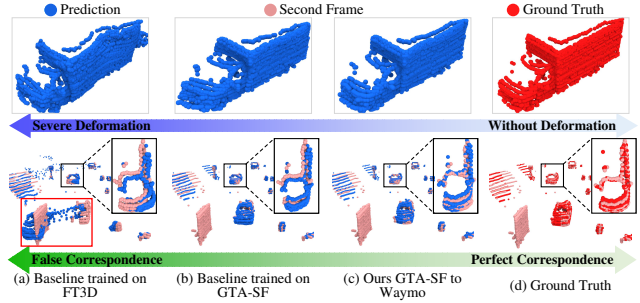 Prediction Second Frame Ground Truth
Severe Deformation Without Deformation
False Correspondence Perfect Correspondence
(a) Baseline trained on FT3D
(b) Baseline trained on GTA-SF
(c) Ours GTA-SF to Waymo
(d) Ground Truth